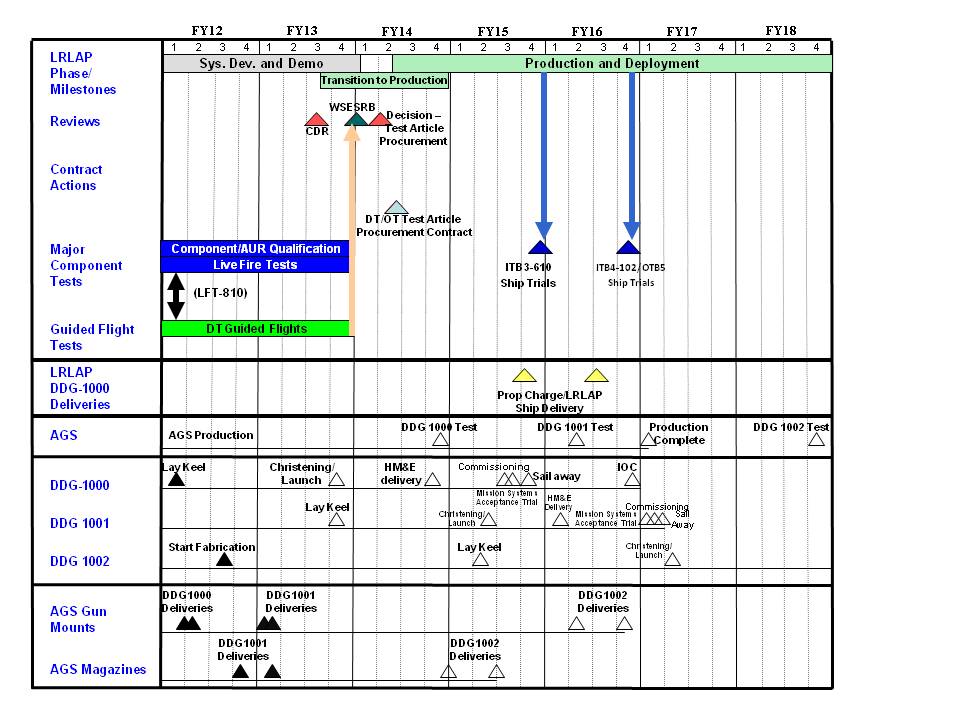 FY12 FY13 FY14 FY15 FY16 FY17 FY18
1 2 3 4 1 2 3 4 1 2 3 4 1 2 3 4 1 2 3 4 1 2 3 4 1 2 3 4
LRLAP
Phase/
Milestones
Sys. Dev. and Demo
Production and Deployment
Transition to Production
Reviews
CDR
WSESRB
Decision –
Test Article
Procurement
Contract
Actions
DT/OT Test Article
Procurement Contract
Major
Component
Tests
Component/AUR Qualification
Live Fire Tests
(LFT-810)
ITB3-610
Ship Trials
ITB4-102/OTB5
Ship Trials
Guided Flight
Tests
DT Guided Flights
LRLAP
DDG-1000
Deliveries
Prop Charge/LRLAP
Ship Delivery
AGS
AGS Production
DDG 1000 Test
DDG 1001 Test
Production
Complete
DDG 1002 Test
DDG-1000
Lay Keel
Christening/
Launch
HM&E
delivery
Commissioning
Sail away
IOC
Mission Systems
Acceptance Trial
DDG 1001
Lay Keel
Christening/
Launch
HM&E
Delivery
Mission Systems
Acceptance Trial
Commissioning
Sail
Away
DDG 1002
Start Fabrication
Lay Keel
Christening/
Launch
AGS Gun
Mounts
DDG1000
Deliveries
DDG1001
Deliveries
DDG1002
Deliveries
AGS Magazines
DDG1001
Deliveries
DDG1002
Deliveries